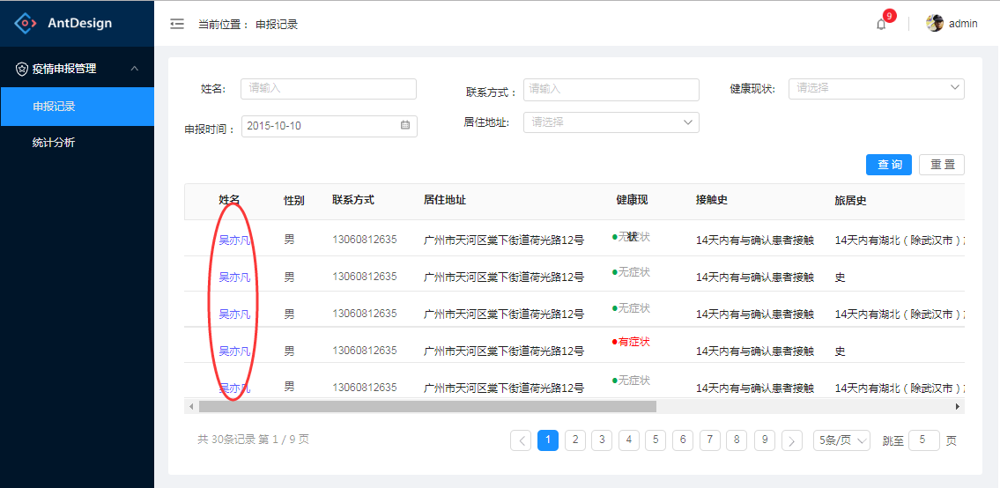 AntDesign
当前位置： 申报记录
9
admin
疫情申报管理
申报记录
统计分析
姓名: 请输入
联系方式： 请输入
健康现状: 请选择
申报时间： 2015-10-10
居住地址: 请选择
查 询 重 置
姓名 性别 联系方式 居住地址 健康现状 接触史 旅居史
吴亦凡 男 13060812635 广州市天河区棠下街道荷光路12号 无症状 14天内有与确认患者接触 14天内有湖北（除武汉市）
吴亦凡 男 13060812635 广州市天河区棠下街道荷光路12号 无症状 14天内有与确认患者接触 史
吴亦凡 男 13060812635 广州市天河区棠下街道荷光路12号 无症状 14天内有与确认患者接触 14天内有湖北（除武汉市）
吴亦凡 男 13060812635 广州市天河区棠下街道荷光路12号 有症状 14天内有与确认患者接触 史
吴亦凡 男 13060812635 广州市天河区棠下街道荷光路12号 无症状 14天内有与确认患者接触 14天内有湖北（除武汉市）
共 30条记录 第 1 / 9 页
1 2 3 4 5 6 7 8 9 5条/页 跳至 5 页